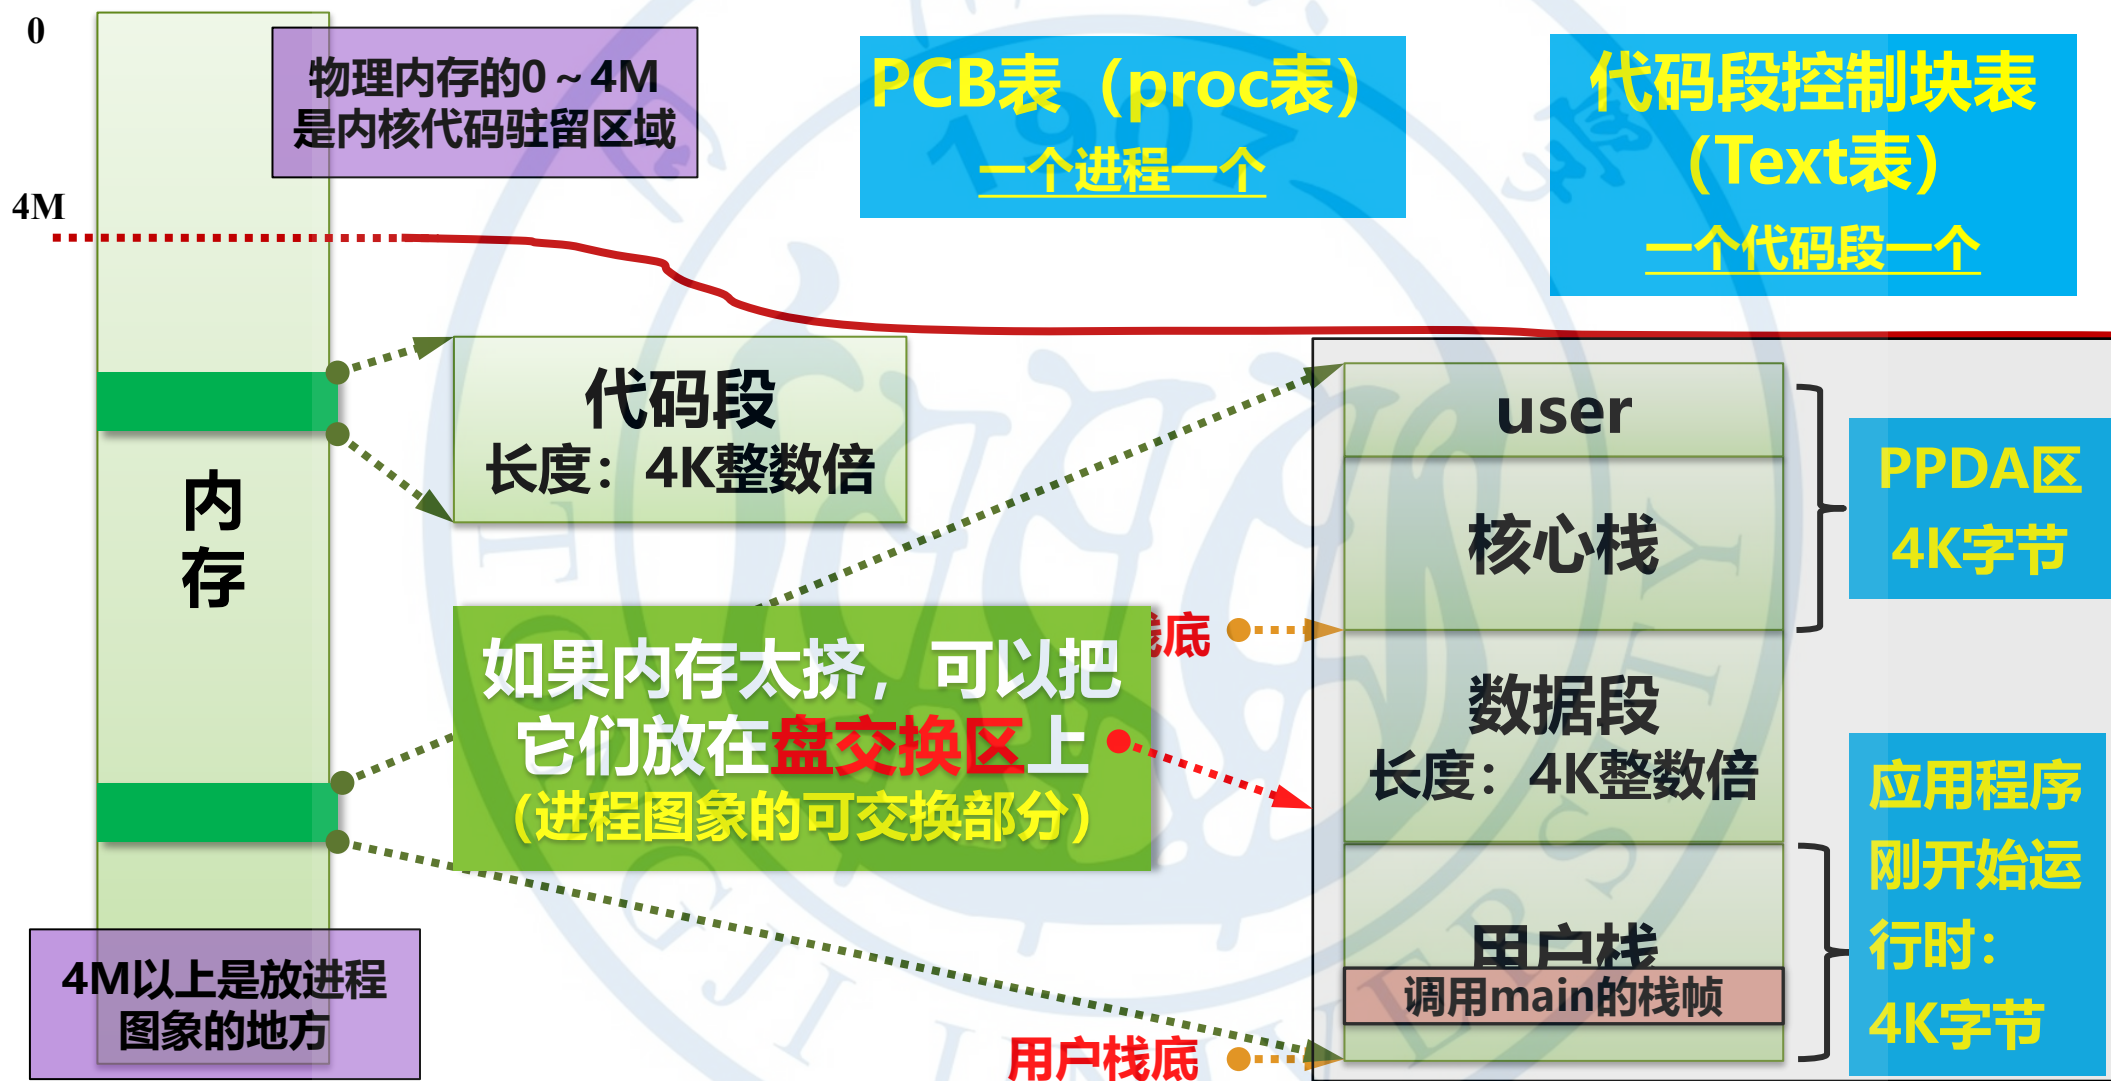 0
物理内存的0～4M
是内核代码驻留区域
PCB表（proc表）
一个进程一个
代码段控制块表
（Text表）
一个代码段一个
1907
4M
代码段
长度：4K整数倍
user
核心栈
PPDA区
4K字节
内
存
如果内存太挤，可以把
它们放在盘交换区上
（进程图象的可交换部分）
栈底
数据段
长度：4K整数倍
用户栈
调用main的栈帧
应用程序
刚开始运
行时：
4K字节
4M以上是放进程
图象的地方
用户栈底